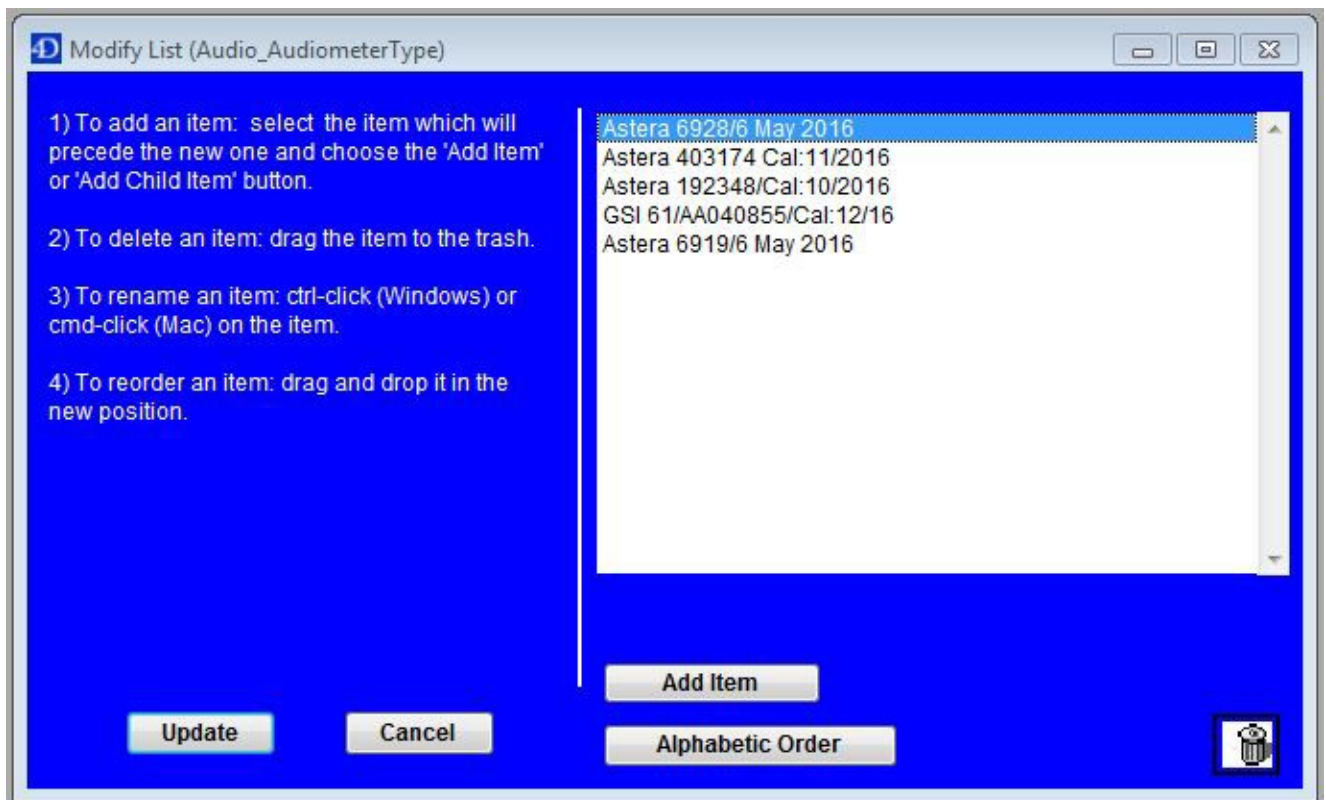 4D Modify List (Audio_AudiometerType)
1) To add an item: select the item which will
precede the new one and choose the 'Add Item'
or 'Add Child Item' button.
2) To delete an item: drag the item to the trash.
3) To rename an item: ctrl-click (Windows) or
cmd-click (Mac) on the item.
4) To reorder an item: drag and drop it in the
new position.
Astera 6928/6 May 2016
Astera 403174 Cal:11/2016
Astera 192348/Cal:10/2016
GSI 61/AA040855/Cal:12/16
Astera 6919/6 May 2016
Add Item
Update
Cancel
Alphabetic Order